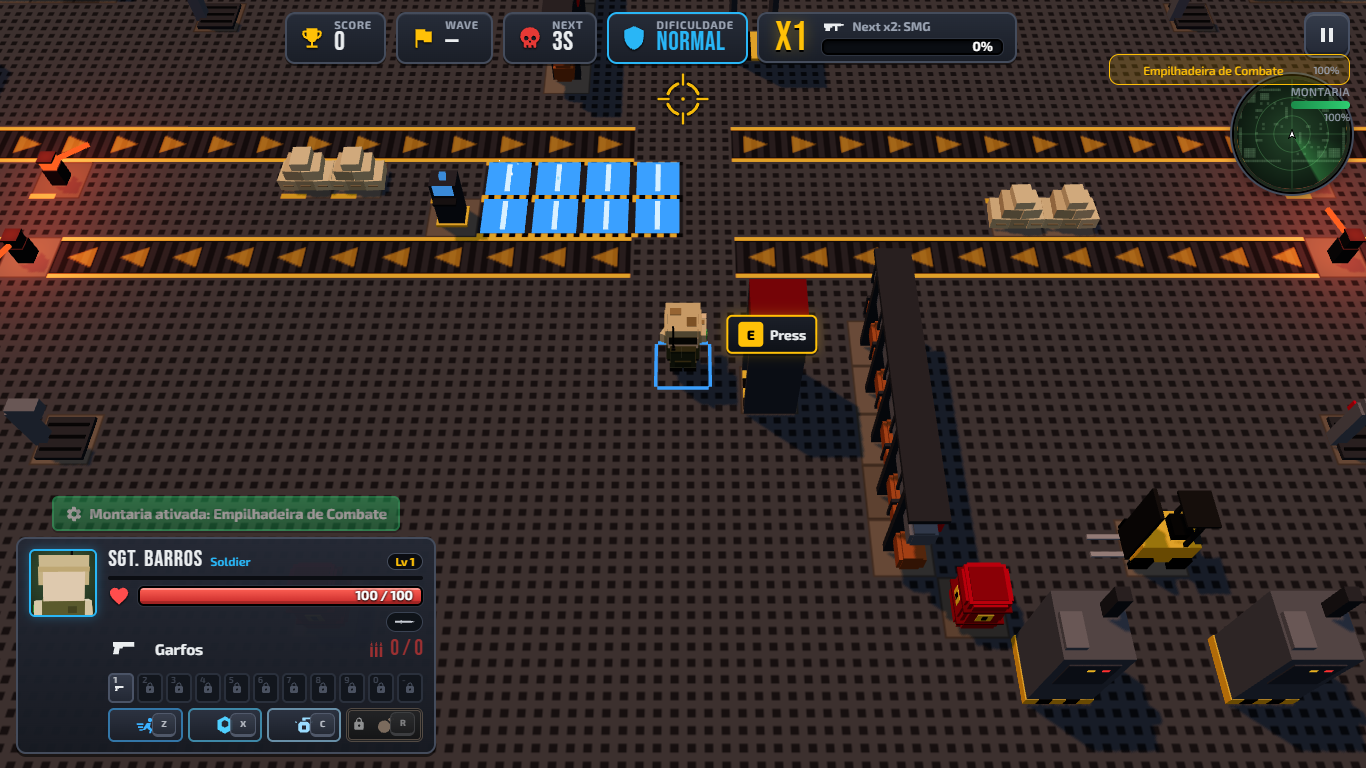 SCORE
0
WAVE
–
NEXT
3S
DIFICULDADE
NORMAL
X1
Next x2: SMG
0%
Empilhadeira de Combate 100%
MONTARIA
100%
E Press
Montaria ativada: Empilhadeira de Combate
SGT. BARROS Soldier Lv 1
100 / 100
Garfos 0 / 0
1 2 3 4 5 6 7 8 9 0 -
Z X C R